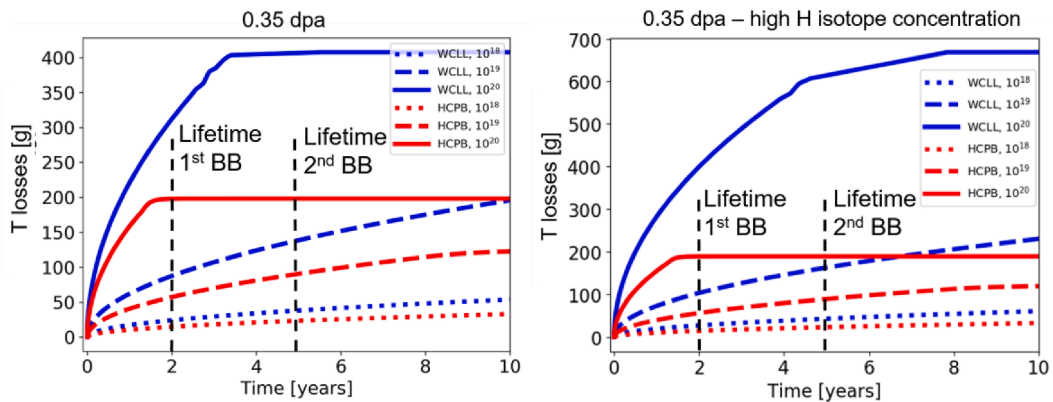 0.35 dpa
T losses [g]
400
350
300
250
200
150
100
50
0
WCLL, 10¹⁸
WCLL, 10¹⁹
WCLL, 10²⁰
HCPB, 10¹⁸
HCPB, 10¹⁹
HCPB, 10²⁰
Lifetime
1ˢᵗ BB
Lifetime
2ⁿᵈ BB
0 2 4 6 8 10
Time [years]
0.35 dpa – high H isotope concentration
T losses [g]
700
600
500
400
300
200
100
0
WCLL, 10¹⁸
WCLL, 10¹⁹
WCLL, 10²⁰
HCPB, 10¹⁸
HCPB, 10¹⁹
HCPB, 10²⁰
Lifetime
1ˢᵗ BB
Lifetime
2ⁿᵈ BB
0 2 4 6 8 10
Time [years]